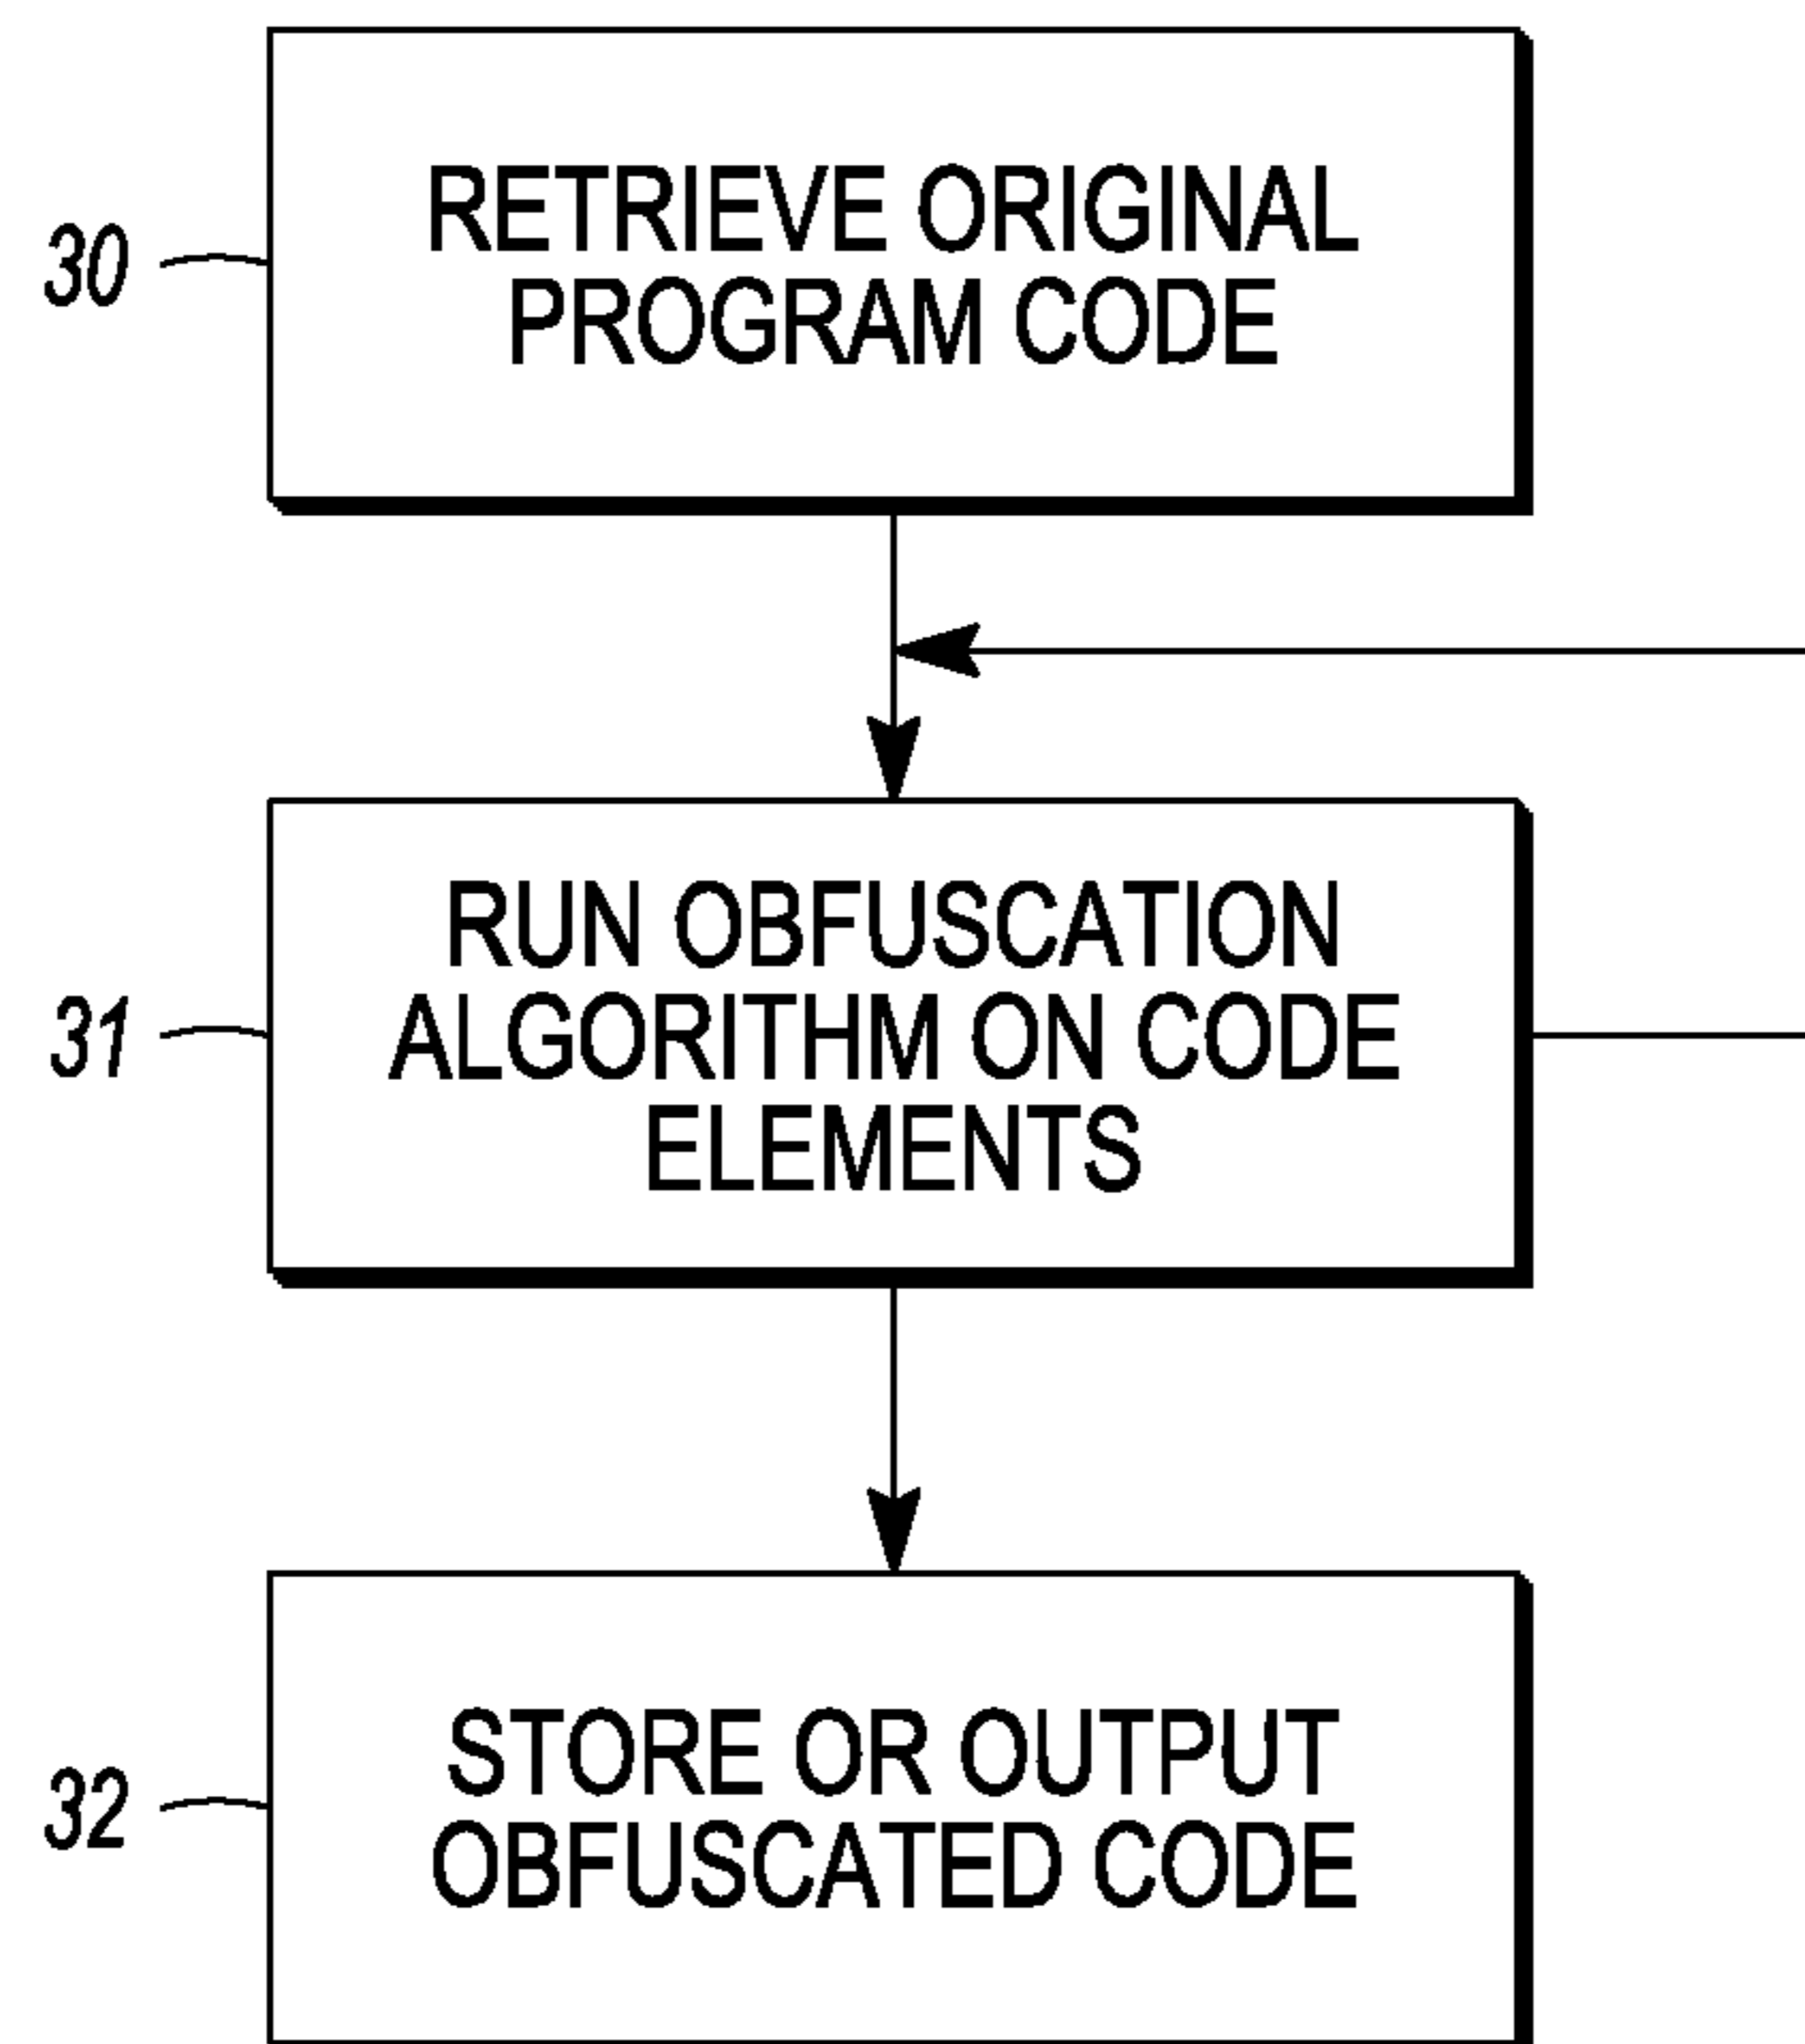 30
RETRIEVE ORIGINAL
PROGRAM CODE
31
RUN OBFUSCATION
ALGORITHM ON CODE
ELEMENTS
32
STORE OR OUTPUT
OBFUSCATED CODE